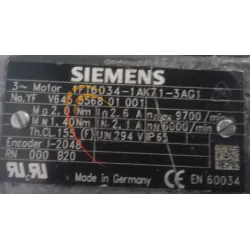 SIEMENS
3~ Motor 1FT6034-1AK71-3AG1
No.YF V645 6568 01 001
M₀ 2.0 Nm I₀ 2.6 A nmax 9700 /min
MN 1.40 Nm IN 2.1 A nN 6000/min
Th.Cl.155 (F) UIN 294 V IP65
Encoder I-2048
RN 000 B20
Made in Germany EN 60034